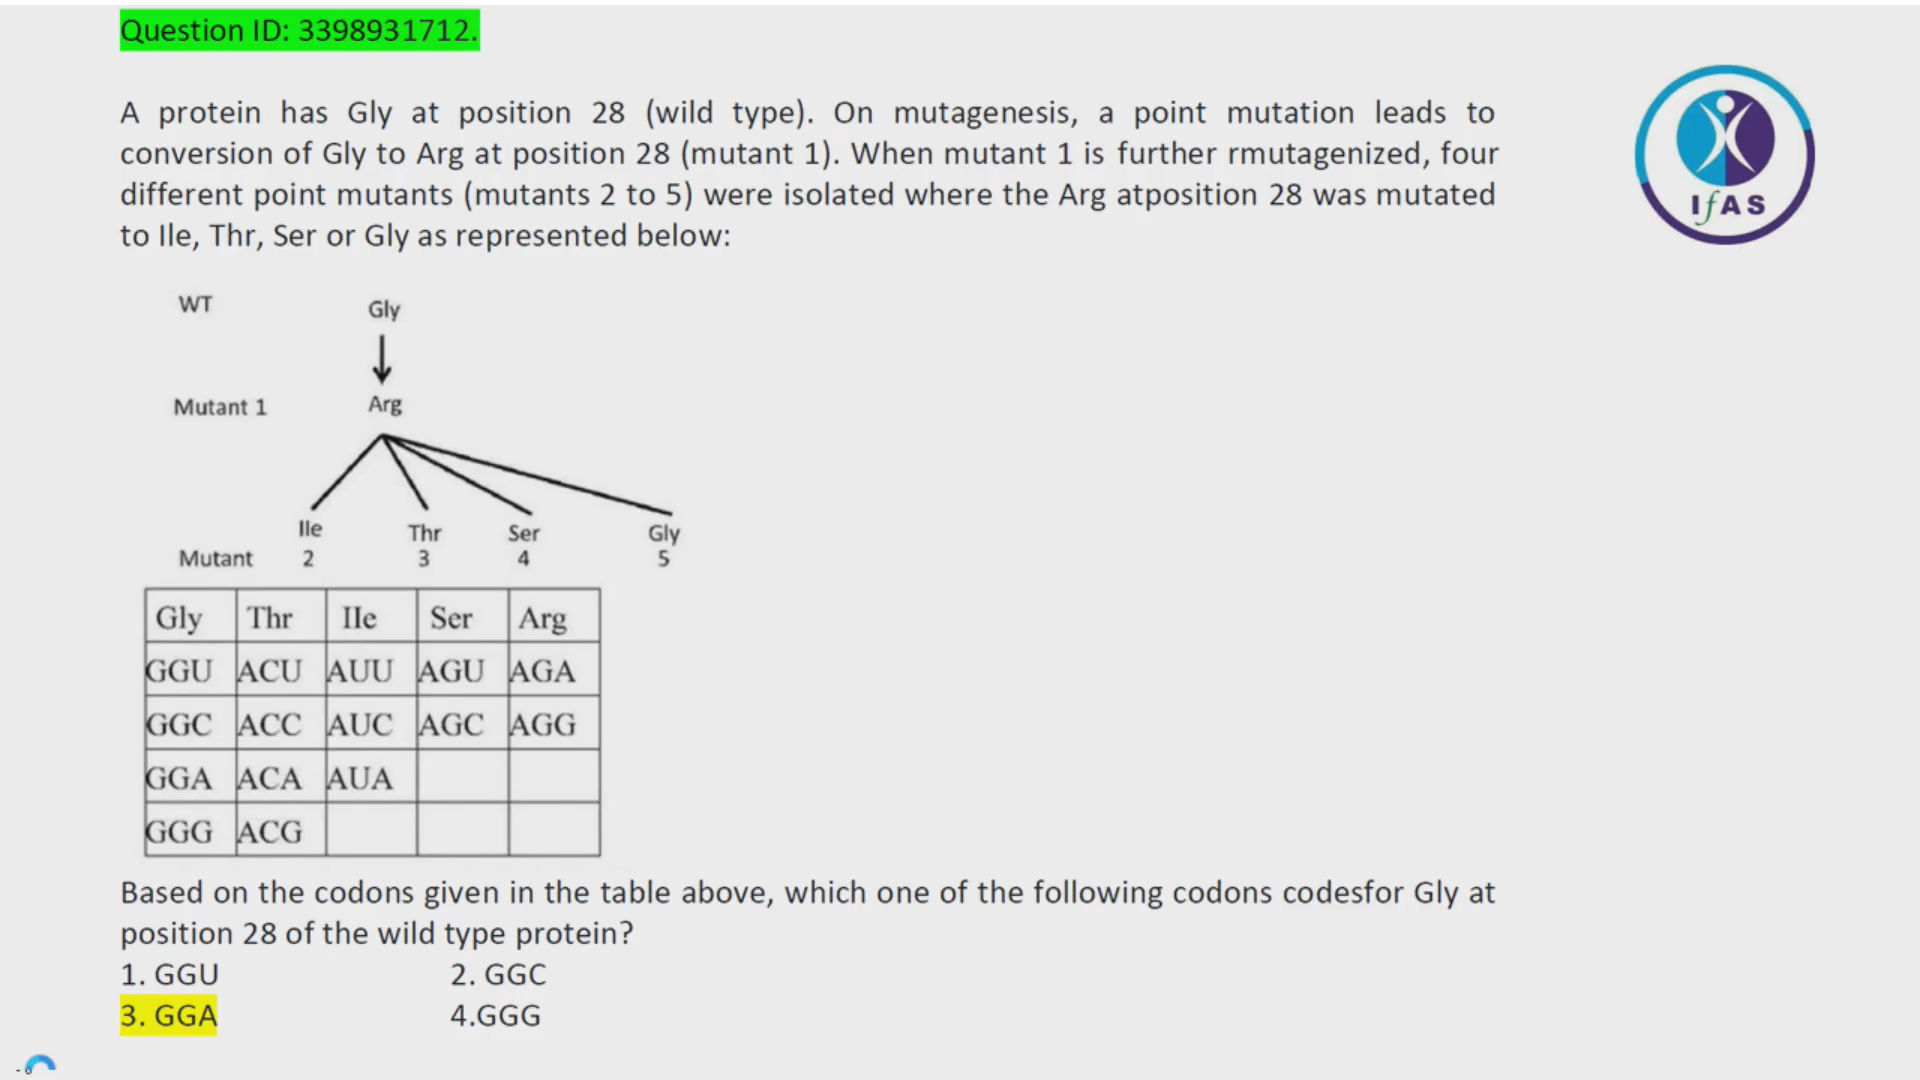 Question ID: 3398931712.
A protein has Gly at position 28 (wild type). On mutagenesis, a point mutation leads to
conversion of Gly to Arg at position 28 (mutant 1). When mutant 1 is further rmutagenized, four
different point mutants (mutants 2 to 5) were isolated where the Arg atposition 28 was mutated
to Ile, Thr, Ser or Gly as represented below:
IfAS
WT Gly
Mutant 1 Arg
Ile Thr Ser Gly
Mutant 2 3 4 5
Gly Thr Ile Ser Arg
GGU ACU AUU AGU AGA
GGC ACC AUC AGC AGG
GGA ACA AUA
GGG ACG
Based on the codons given in the table above, which one of the following codons codesfor Gly at
position 28 of the wild type protein?
1. GGU 2. GGC
3. GGA 4.GGG